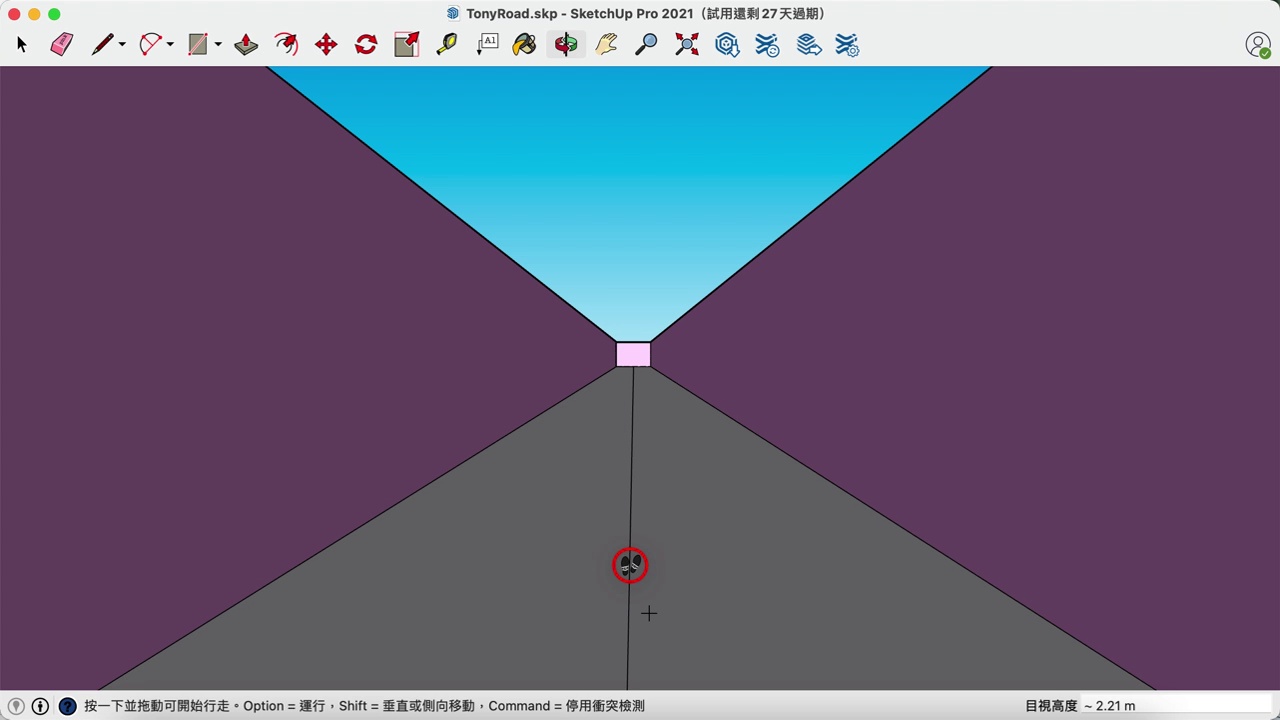 TonyRoad.skp - SketchUp Pro 2021（試用還剩 27 天過期）
A1
按一下並拖動可開始行走。Option = 運行，Shift = 垂直或側向移動，Command = 停用衝突檢測
目視高度 ~ 2.21 m